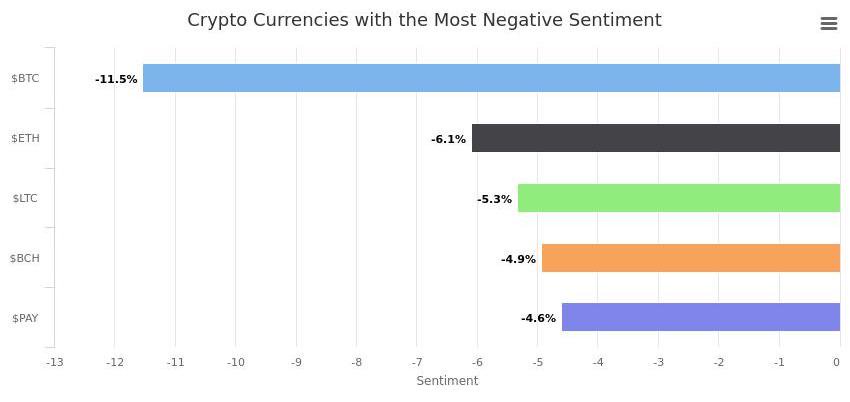 Crypto Currencies with the Most Negative Sentiment
$BTC
-11.5%
$ETH
-6.1%
$LTC
-5.3%
$BCH
-4.9%
$PAY
-4.6%
-13 -12 -11 -10 -9 -8 -7 -6 -5 -4 -3 -2 -1 0
Sentiment